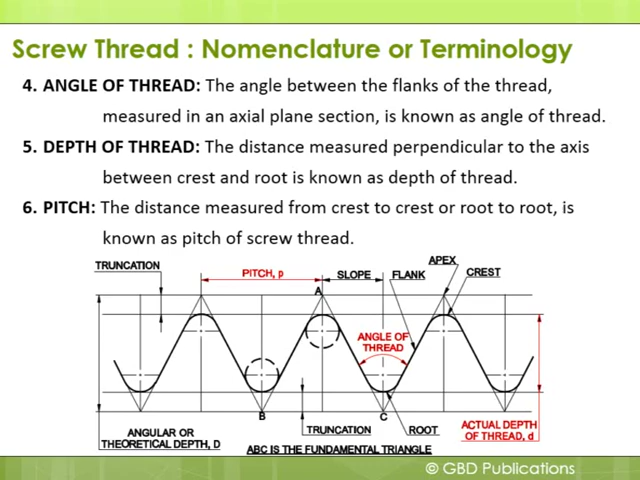 Screw Thread : Nomenclature or Terminology
4. ANGLE OF THREAD: The angle between the flanks of the thread,
measured in an axial plane section, is known as angle of thread.
5. DEPTH OF THREAD: The distance measured perpendicular to the axis
between crest and root is known as depth of thread.
6. PITCH: The distance measured from crest to crest or root to root, is
known as pitch of screw thread.
TRUNCATION
PITCH, p
SLOPE
FLANK
APEX
CREST
A
ANGLE OF
THREAD
B
C
ANGULAR OR
THEORETICAL DEPTH, D
TRUNCATION
ROOT
ACTUAL DEPTH
OF THREAD, d
ABC IS THE FUNDAMENTAL TRIANGLE
© GBD Publications